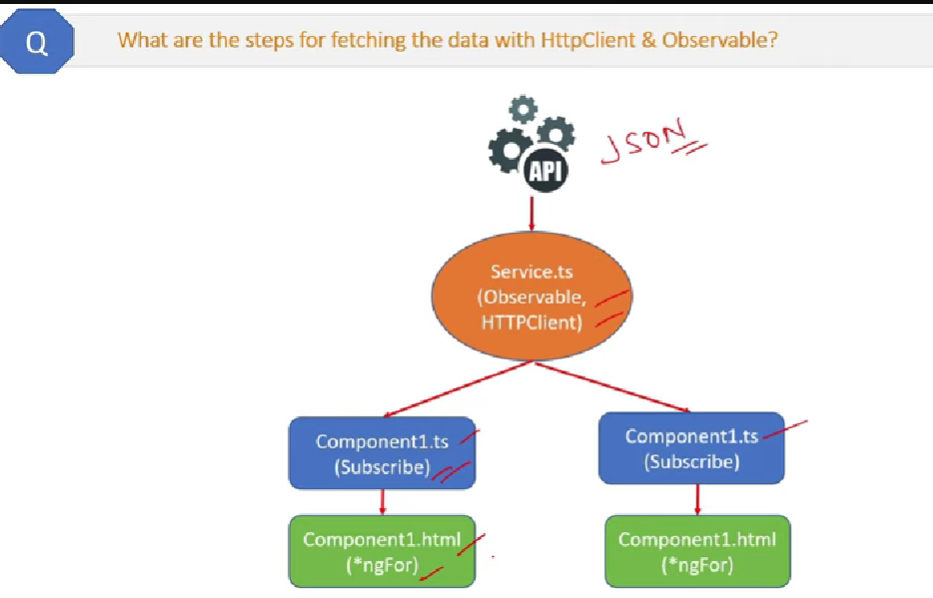 Q
What are the steps for fetching the data with HttpClient & Observable?
JSON
API
Service.ts
(Observable,
HTTPClient)
Component1.ts
(Subscribe)
Component1.ts
(Subscribe)
Component1.html
(*ngFor)
Component1.html
(*ngFor)